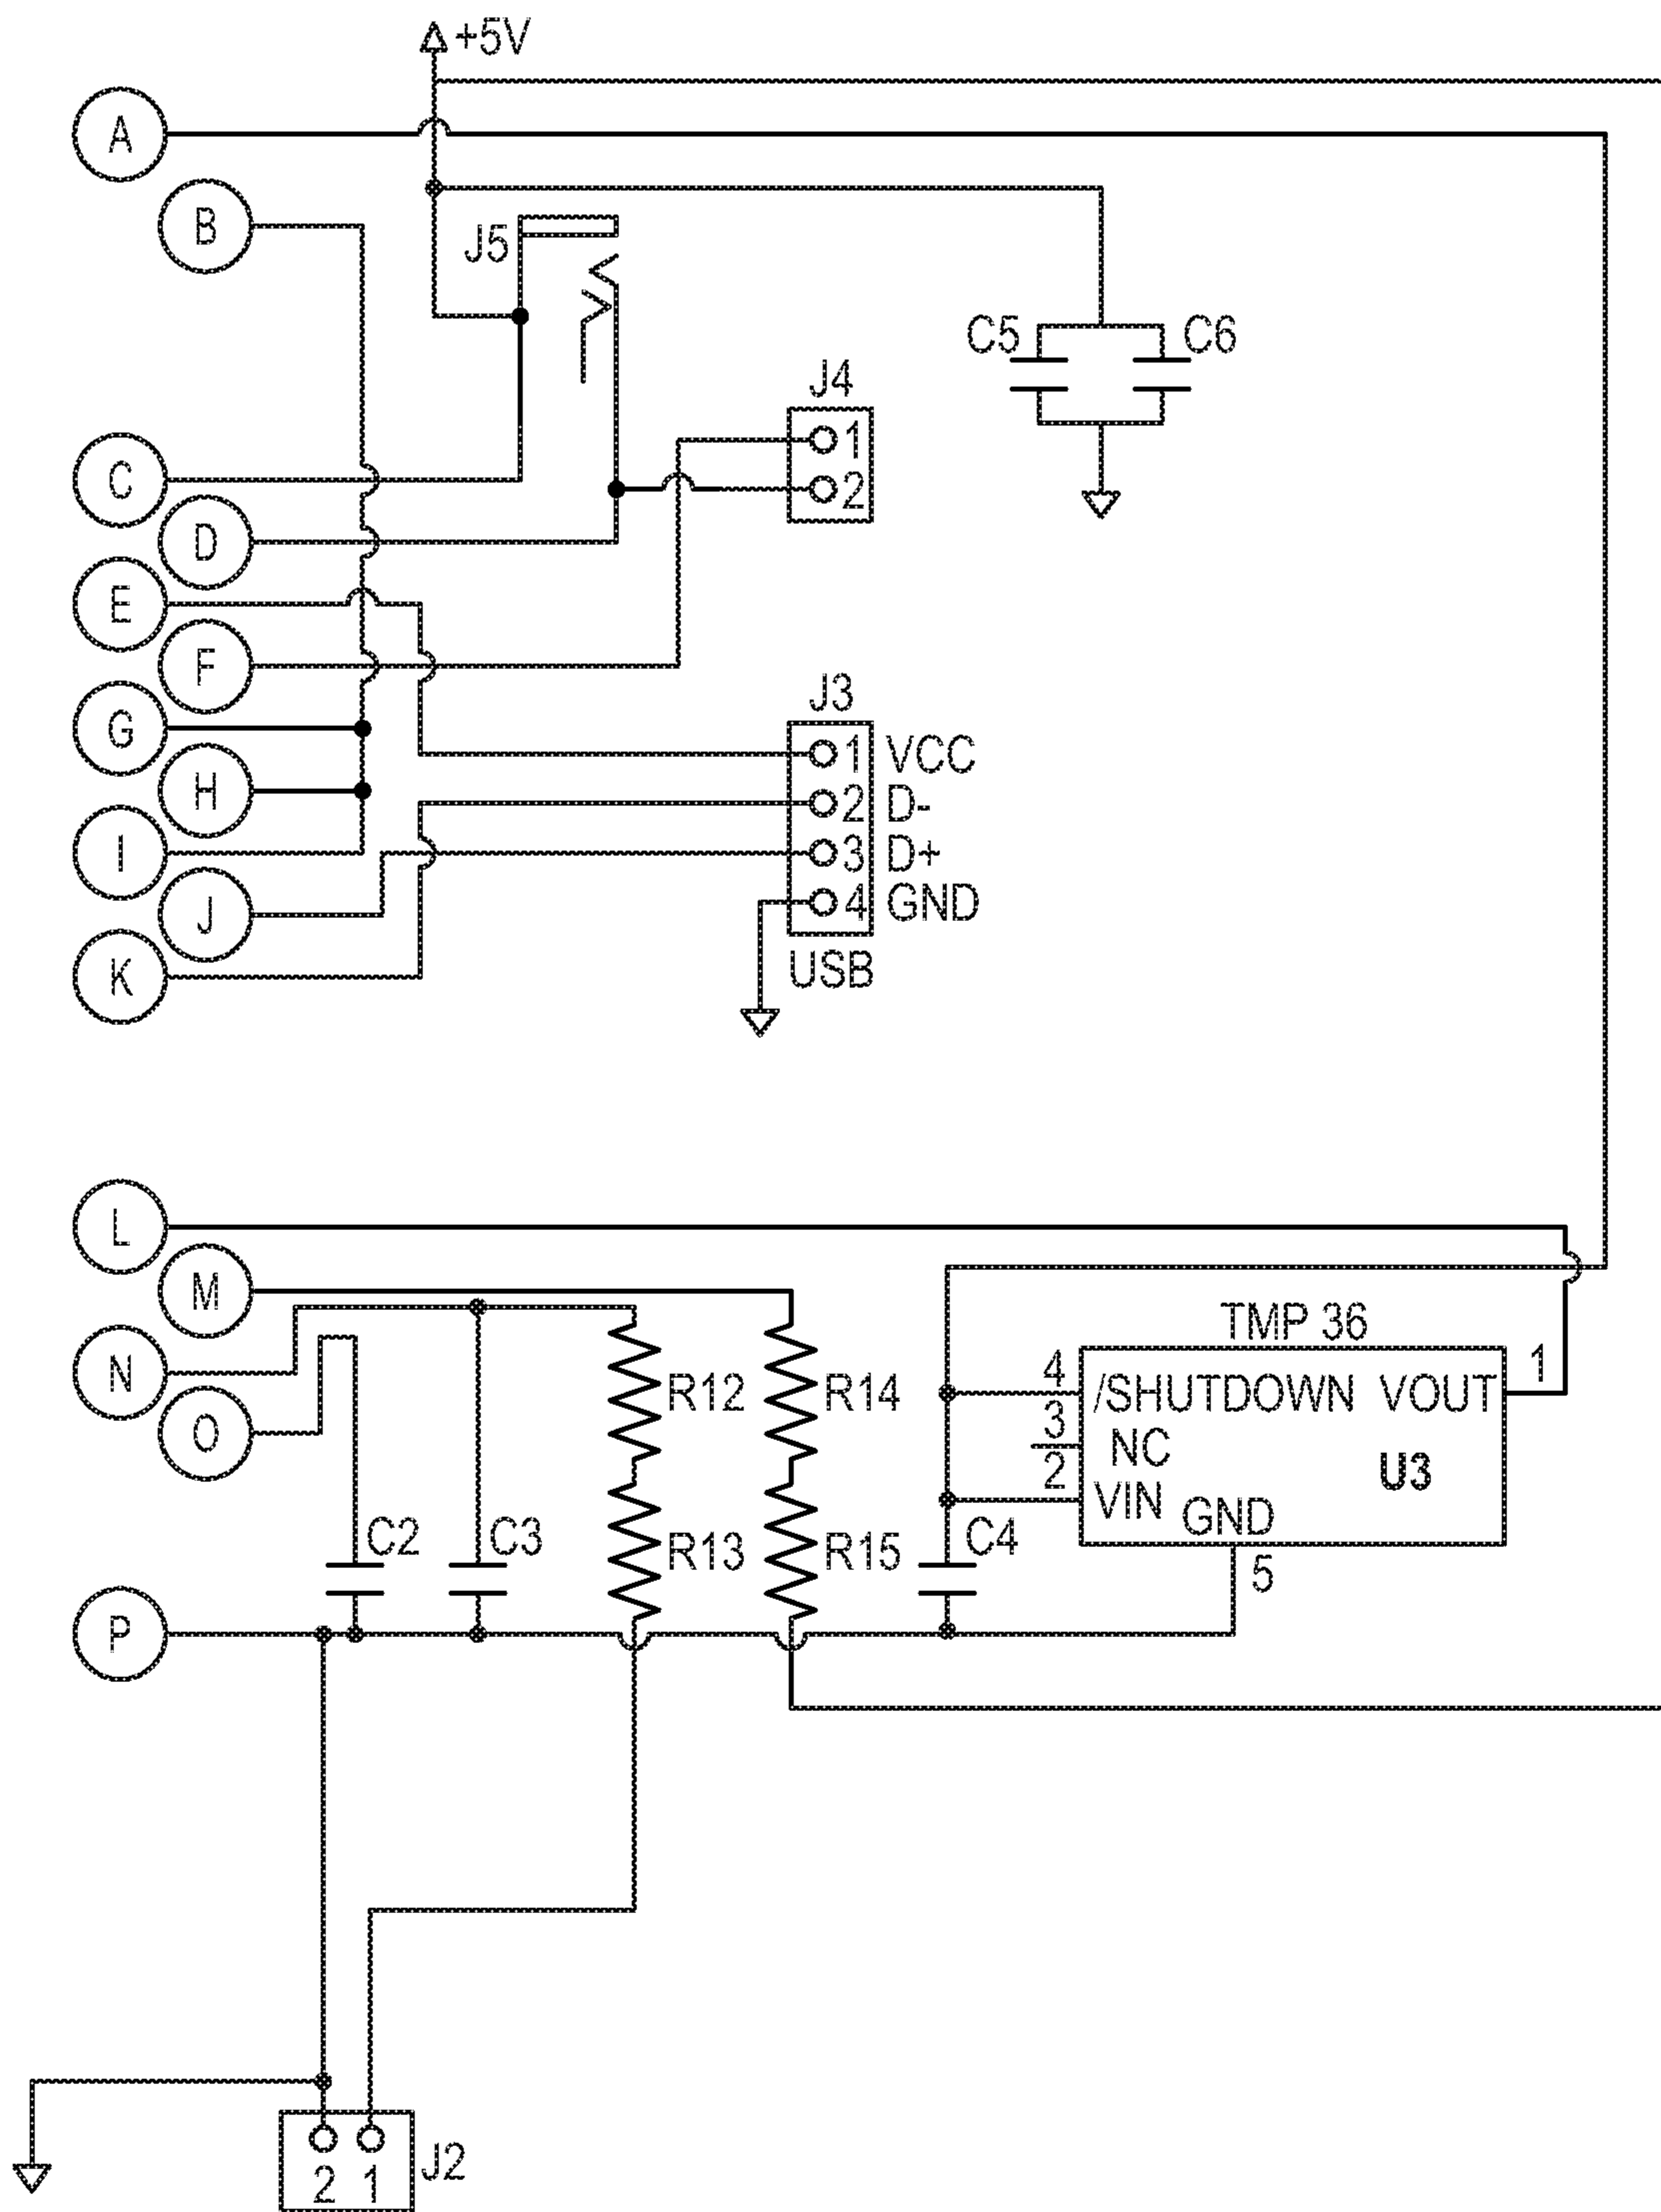 +5V
A
B
J5
C5
C6
J4
1
2
C
D
E
F
J3
G
1 VCC
H
2 D-
I
3 D+
J
4 GND
K
USB
L
M
TMP 36
N
R12
R14
4
/SHUTDOWN
VOUT
1
3
NC
O
2
VIN
U3
GND
C2
C3
R13
R15
C4
5
P
J2
2 1